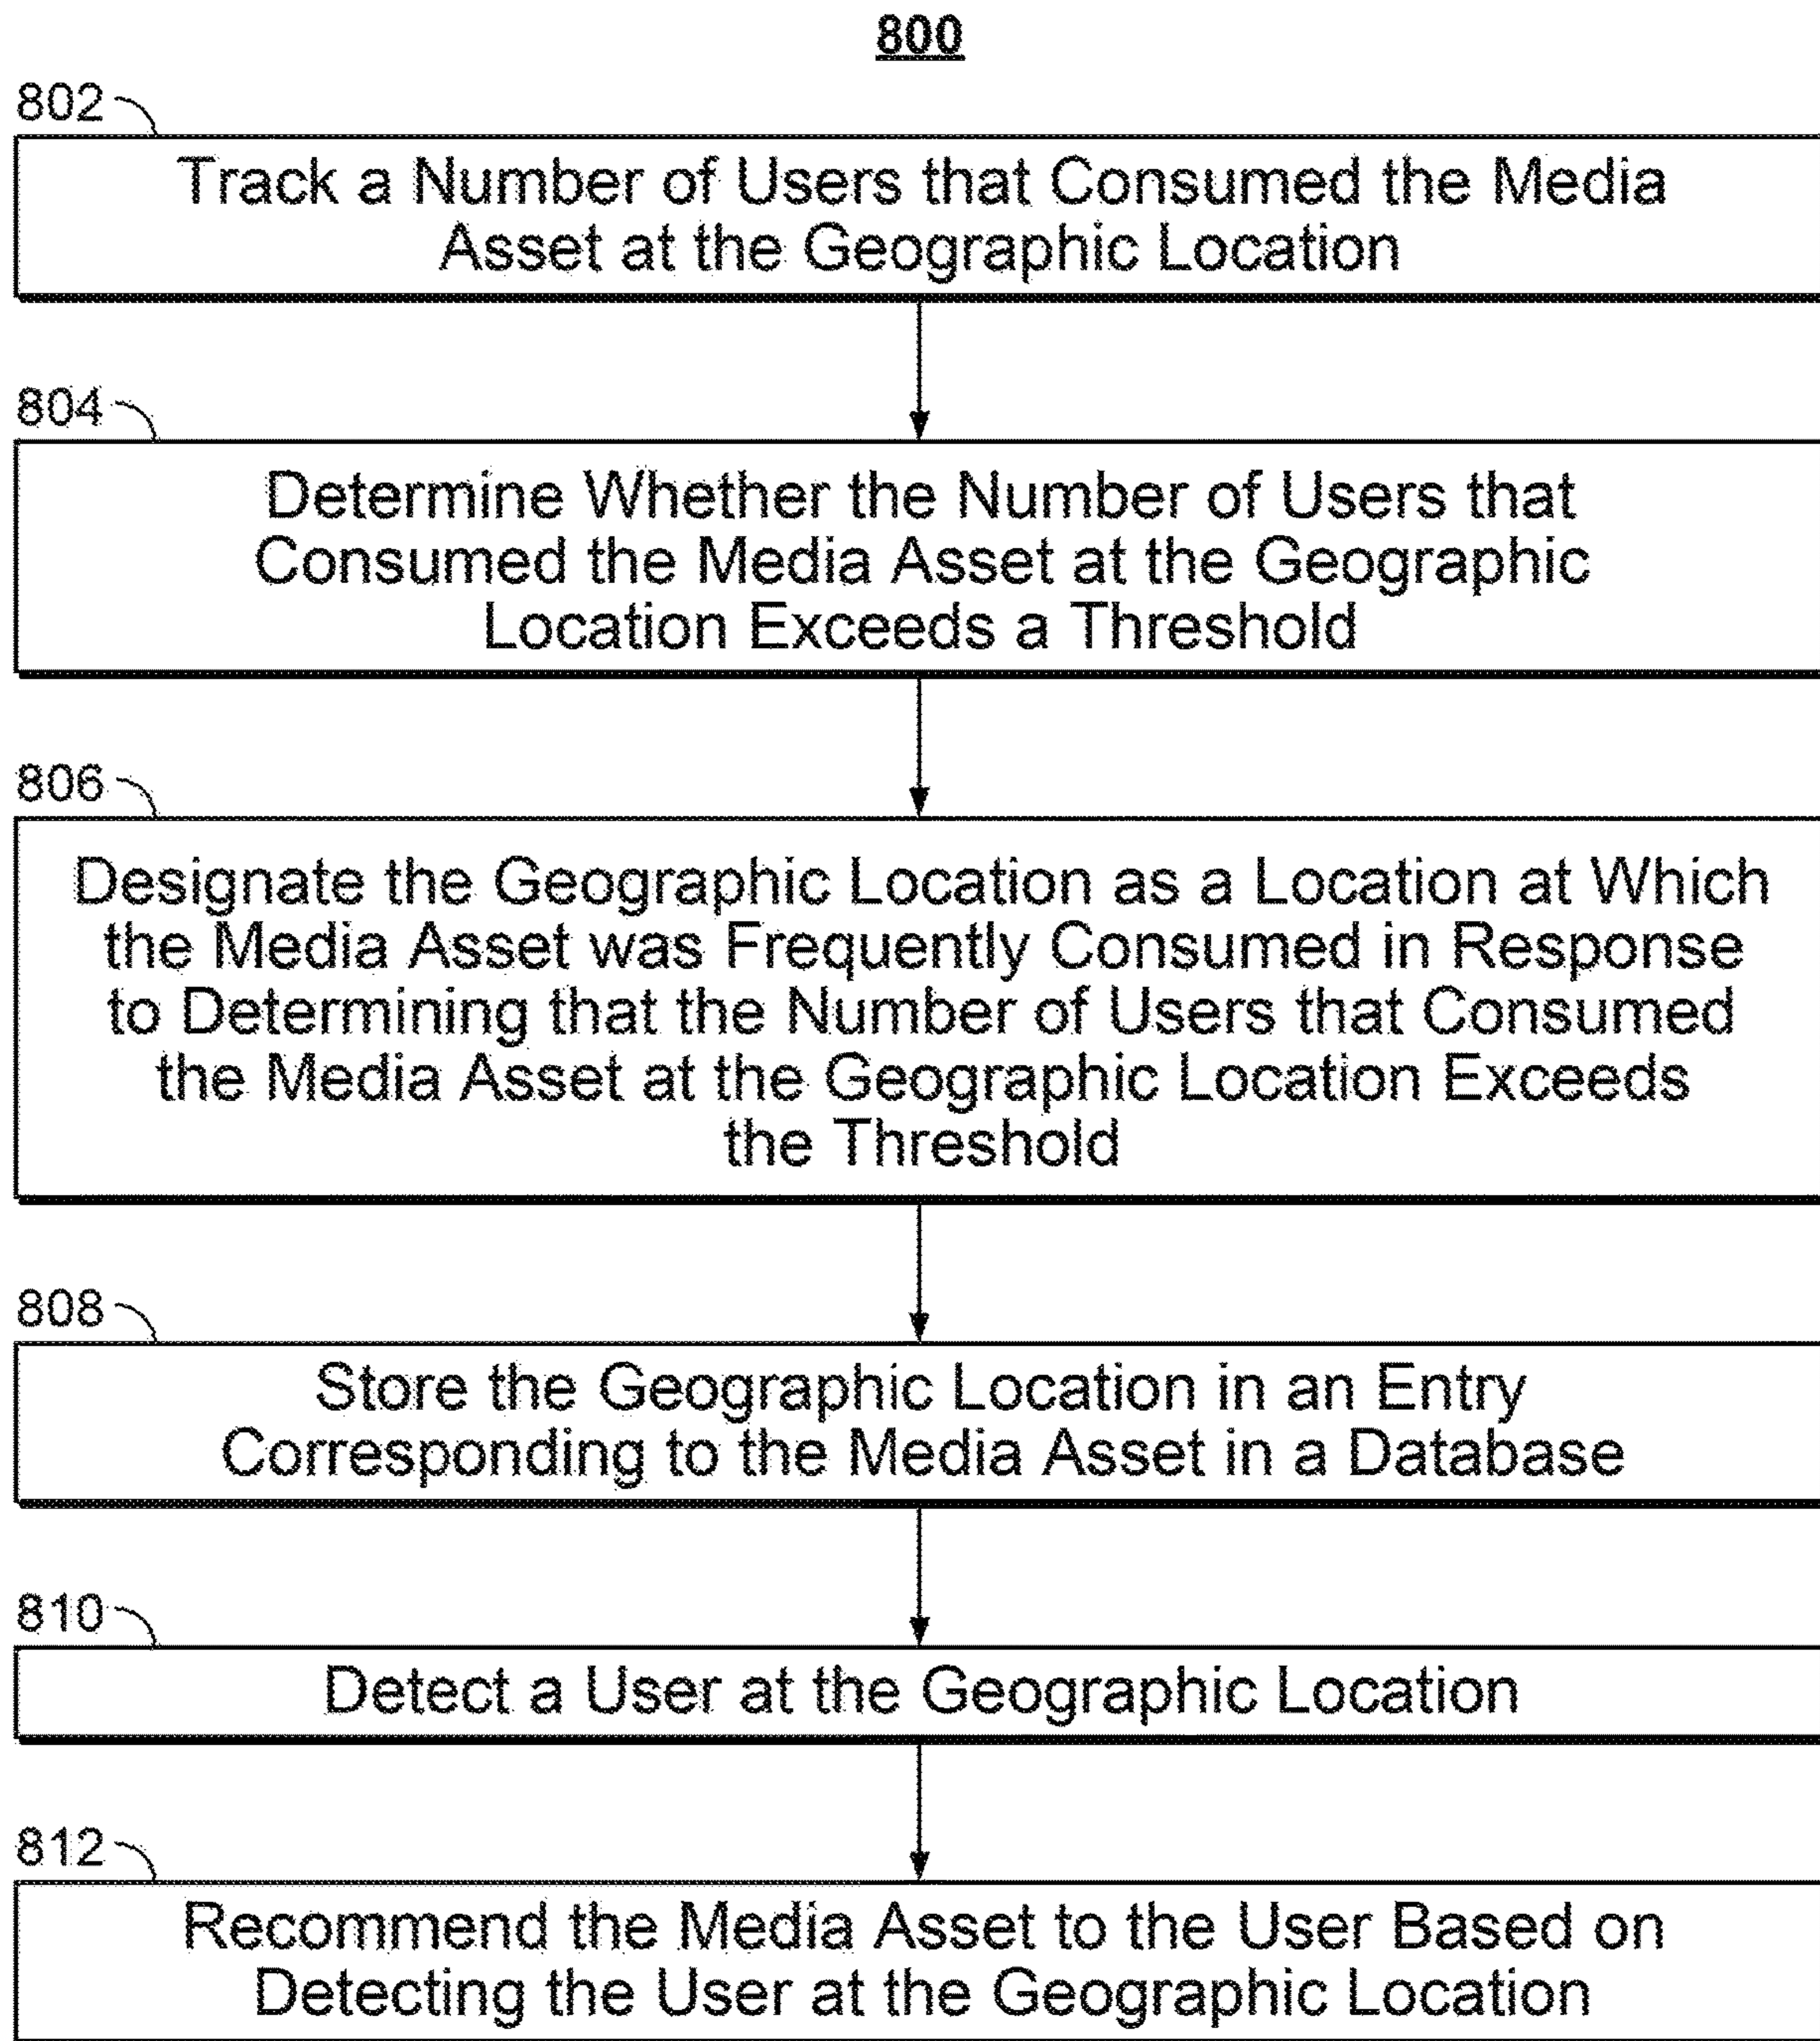 800
802
Track a Number of Users that Consumed the Media
Asset at the Geographic Location
804
Determine Whether the Number of Users that
Consumed the Media Asset at the Geographic
Location Exceeds a Threshold
806
Designate the Geographic Location as a Location at Which
the Media Asset was Frequently Consumed in Response
to Determining that the Number of Users that Consumed
the Media Asset at the Geographic Location Exceeds
the Threshold
808
Store the Geographic Location in an Entry
Corresponding to the Media Asset in a Database
810
Detect a User at the Geographic Location
812
Recommend the Media Asset to the User Based on
Detecting the User at the Geographic Location